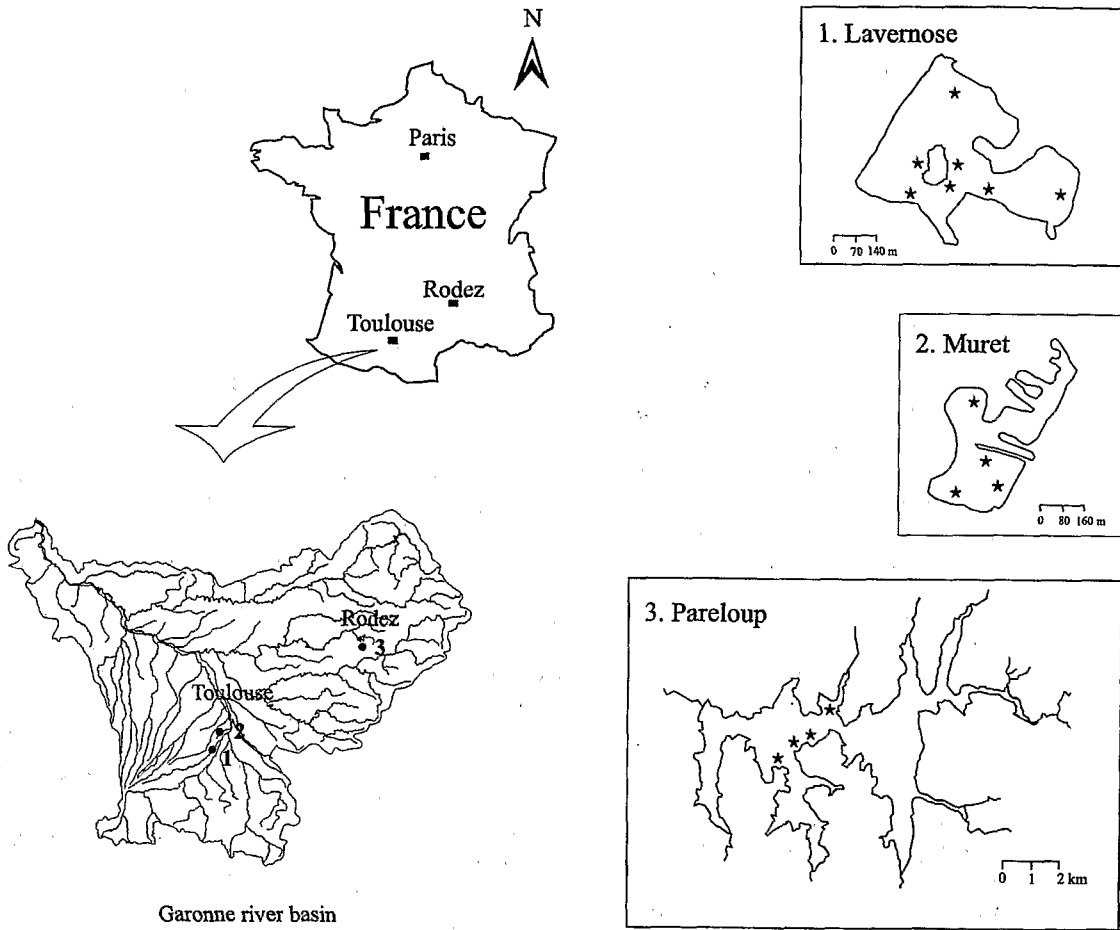 N
Paris
France
Rodez
Toulouse
Rodez
3
Toulouse
2
1
Garonne river basin
1. Lavernose
0 70 140 m
2. Muret
0 80 160 m
3. Pareloup
0 1 2 km